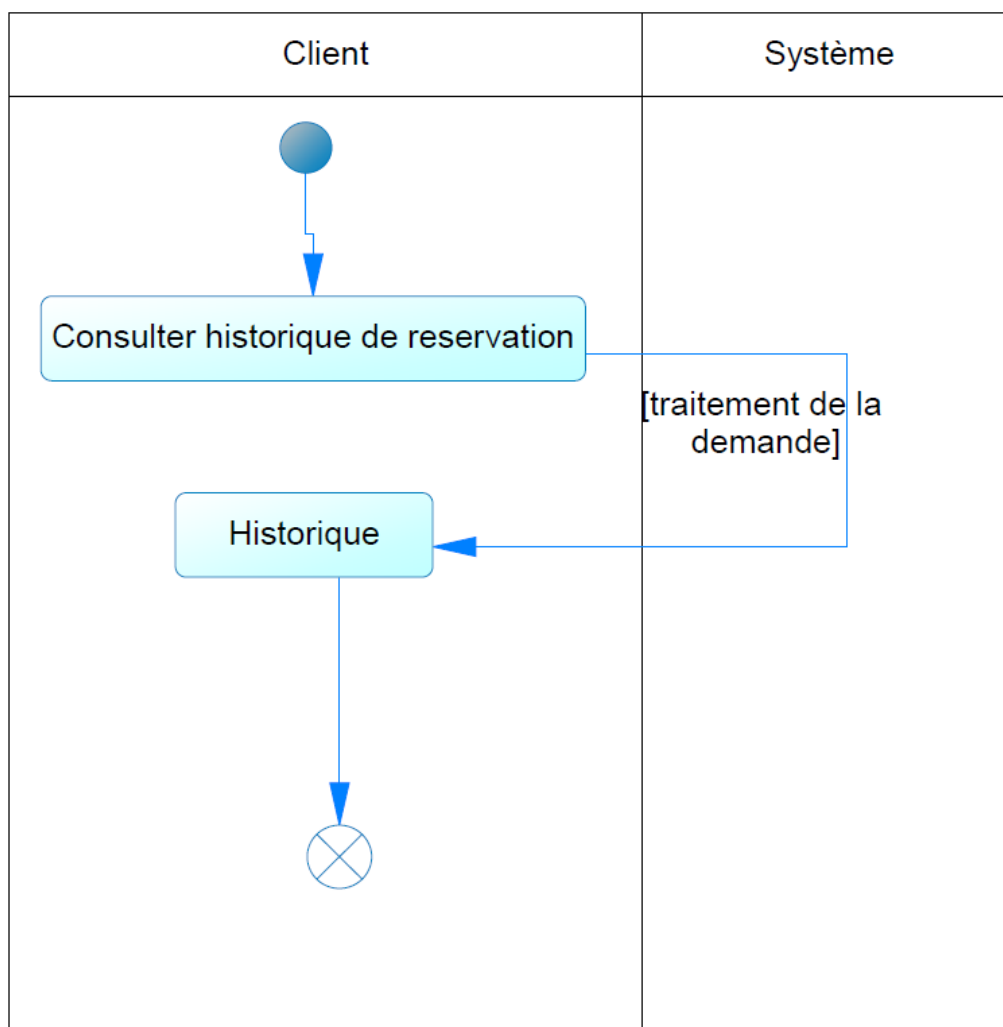 Client
Système
Consulter historique de reservation
[traitement de la
demande]
Historique